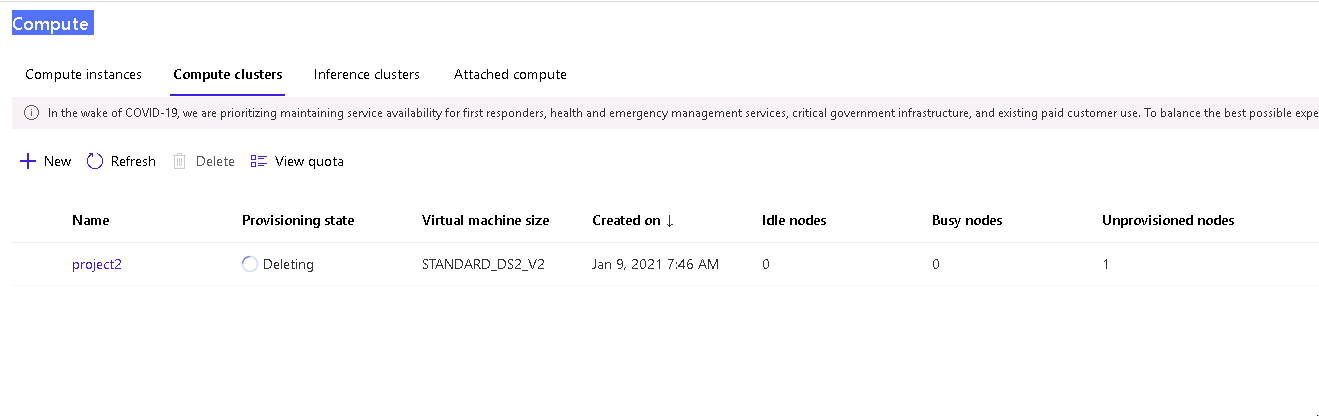 Compute
Compute instances Compute clusters Inference clusters Attached compute
In the wake of COVID-19, we are prioritizing maintaining service availability for first responders, health and emergency management services, critical government infrastructure, and existing paid customer use. To balance the best possible expe
New Refresh Delete View quota
Name Provisioning state Virtual machine size Created on ↓ Idle nodes Busy nodes Unprovisioned nodes
project2 Deleting STANDARD_DS2_V2 Jan 9, 2021 7:46 AM 0 0 1